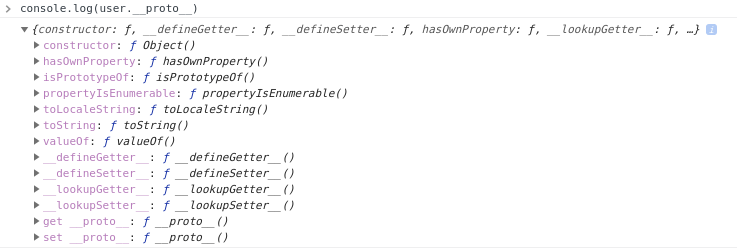 console.log(user.__proto__)
{constructor: ƒ, __defineGetter__: ƒ, __defineSetter__: ƒ, hasOwnProperty: ƒ, __lookupGetter__: ƒ, …} i
constructor: ƒ Object()
hasOwnProperty: ƒ hasOwnProperty()
isPrototypeOf: ƒ isPrototypeOf()
propertyIsEnumerable: ƒ propertyIsEnumerable()
toLocaleString: ƒ toLocaleString()
toString: ƒ toString()
valueOf: ƒ valueOf()
__defineGetter__: ƒ __defineGetter__()
__defineSetter__: ƒ __defineSetter__()
__lookupGetter__: ƒ __lookupGetter__()
__lookupSetter__: ƒ __lookupSetter__()
get __proto__: ƒ __proto__()
set __proto__: ƒ __proto__()